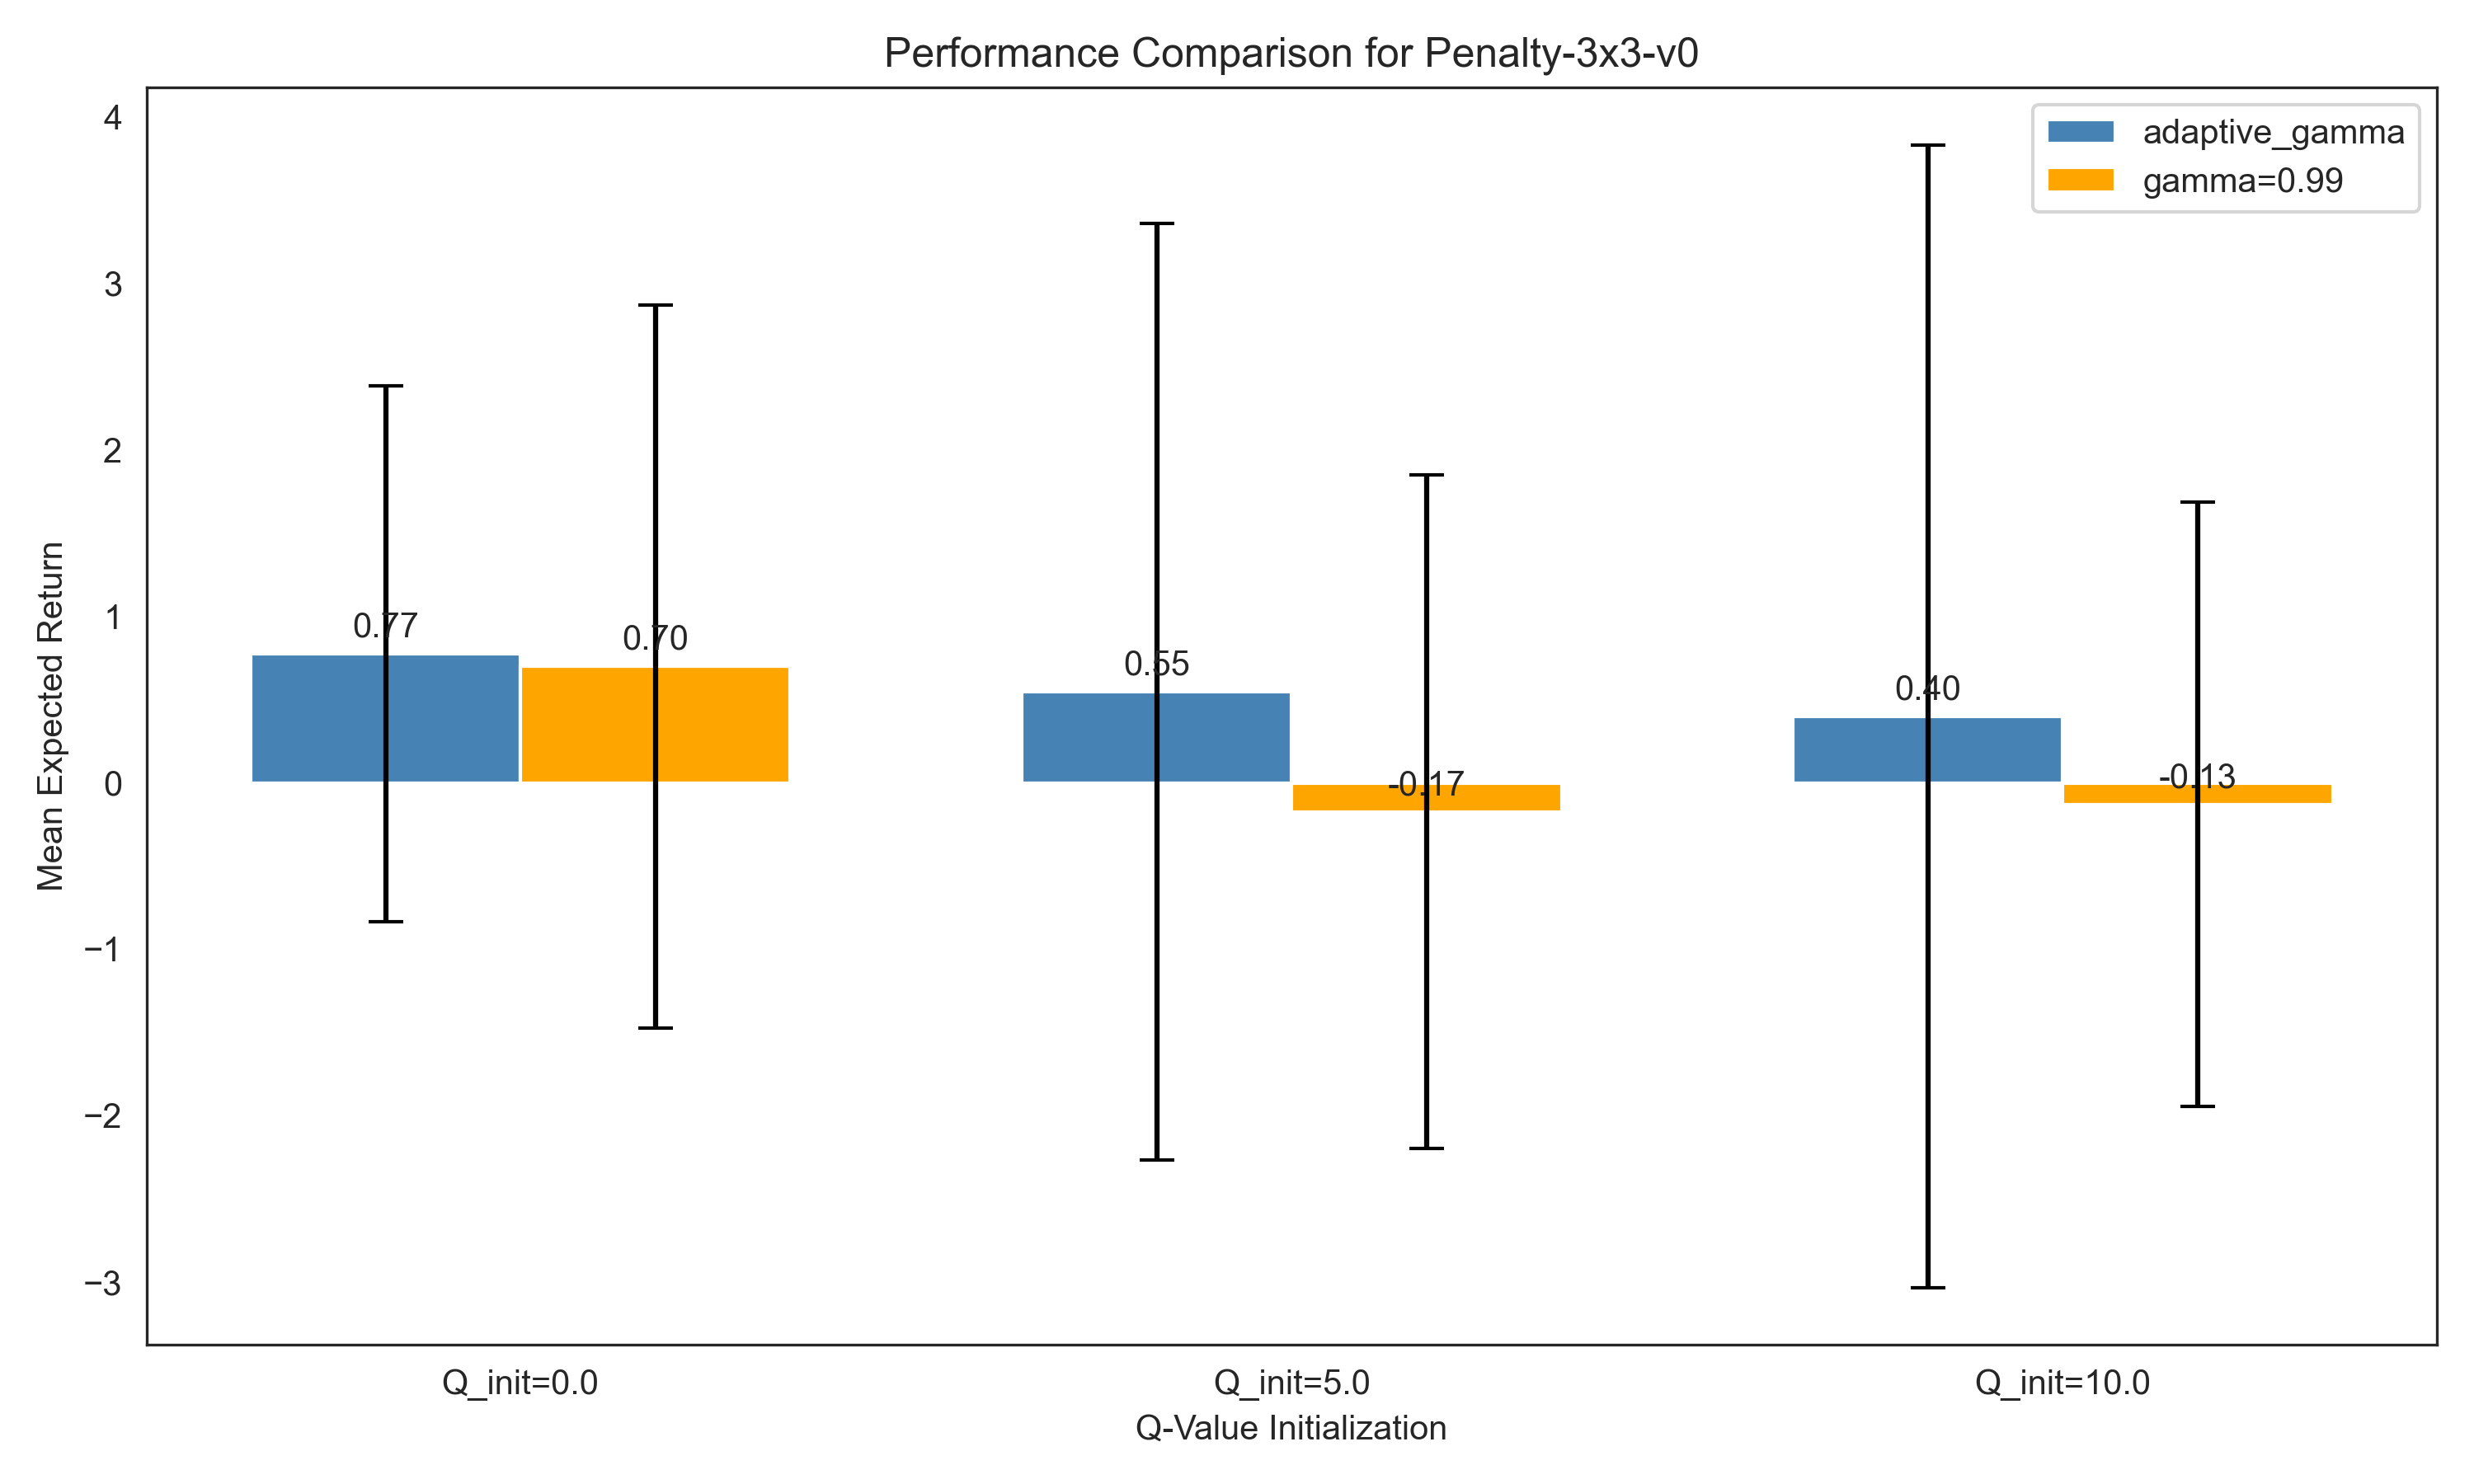 Performance Comparison for Penalty-3x3-v0
adaptive_gamma
gamma=0.99
Mean Expected Return
4
3
2
1
0
−1
−2
−3
0.77
0.70
0.55
-0.17
0.40
-0.13
Q_init=0.0
Q_init=5.0
Q_init=10.0
Q-Value Initialization